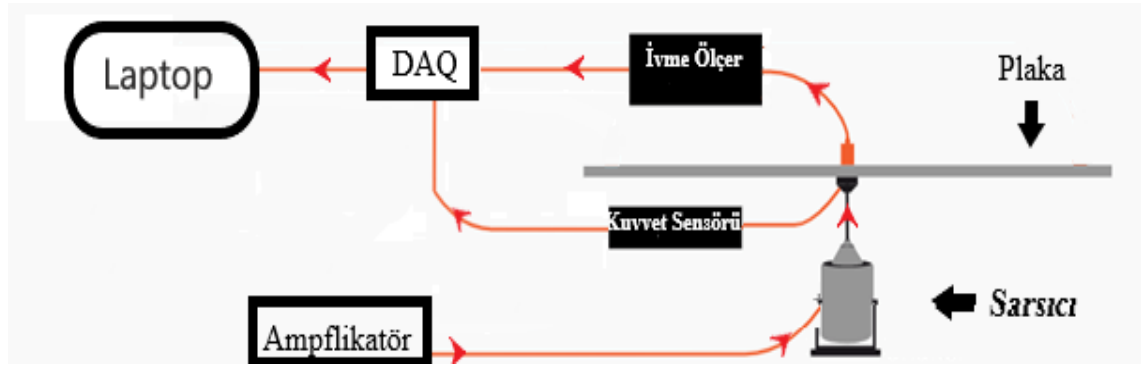 Laptop
DAQ
İvme Ölçer
Plaka
Kuvvet Sensörü
Sarsıcı
Ampflikatör